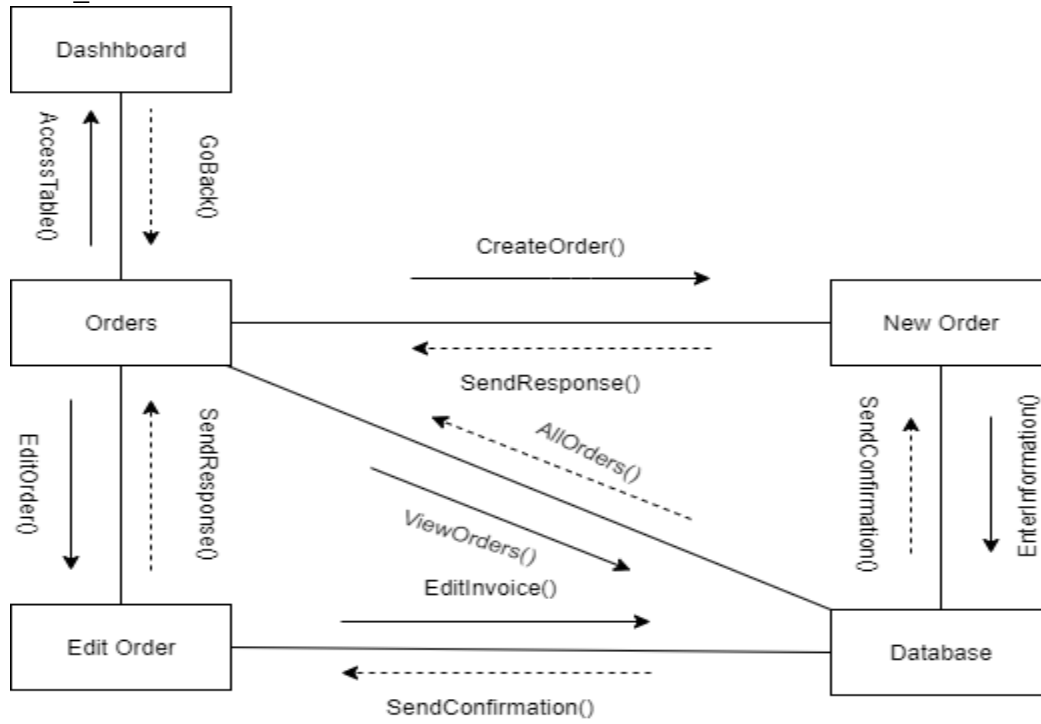 Dashhboard
AccessTable()
GoBack()
CreateOrder()
Orders
New Order
SendResponse()
AllOrders()
EditOrder()
SendResponse()
SendConfirmation()
EnterInformation()
ViewOrders()
EditInvoice()
Edit Order
Database
SendConfirmation()